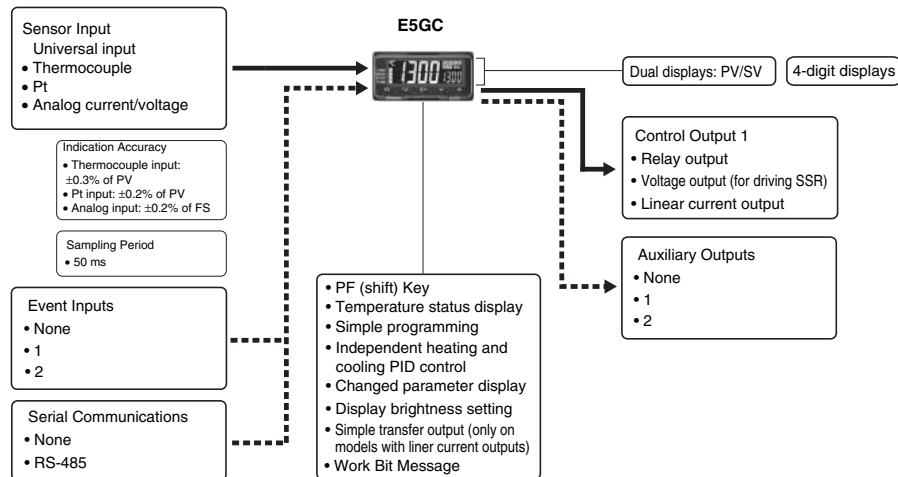 E5GC
Sensor Input
Universal input
• Thermocouple
• Pt
• Analog current/voltage
Indication Accuracy
• Thermocouple input:
±0.3% of PV
• Pt input: ±0.2% of PV
• Analog input: ±0.2% of FS
Sampling Period
• 50 ms
Event Inputs
• None
• 1
• 2
Serial Communications
• None
• RS-485
1300
1300
• PF (shift) Key
• Temperature status display
• Simple programming
• Independent heating and
cooling PID control
• Changed parameter display
• Display brightness setting
• Simple transfer output (only on
models with liner current outputs)
• Work Bit Message
Dual displays: PV/SV
4-digit displays
Control Output 1
• Relay output
• Voltage output (for driving SSR)
• Linear current output
Auxiliary Outputs
• None
• 1
• 2